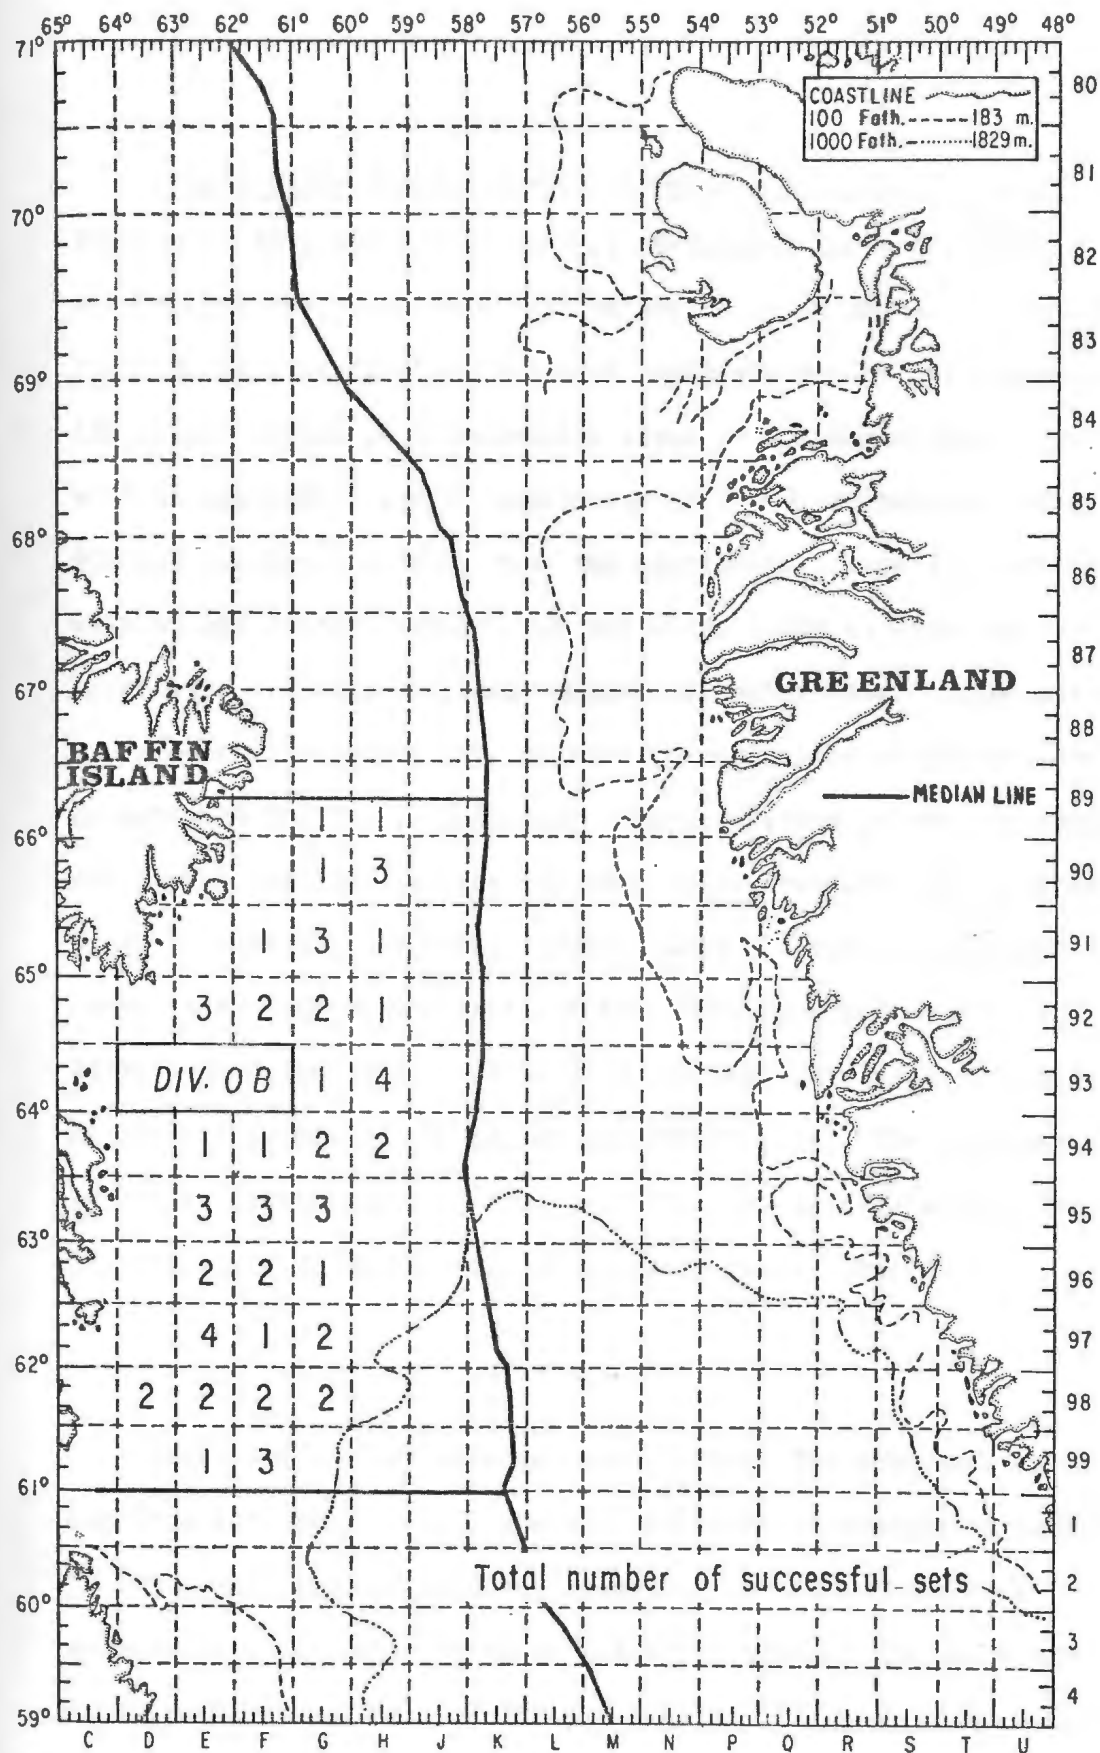 65° 64° 63° 62° 61° 60° 59° 58° 57° 56° 55° 54° 53° 52° 51° 50° 49° 48°
71°
80
COASTLINE
100 Fath. 183 m.
1000 Fath. 1829 m.
81
70°
82
83
69°
84
85
68°
86
87
GREENLAND
67°
88
BAFFIN
ISLAND
MEDIAN LINE 89
1 1
66°
1 3 90
1 3 1 91
65°
3 2 2 1 92
DIV. OB 1 4 93
64°
1 1 2 2 94
3 3 3 95
63°
2 2 1 96
4 1 2 97
62°
2 2 2 2 98
1 3 99
61°
1
Total number of successful sets 2
60°
3
4
59°
C D E F G H J K L M N P Q R S T U